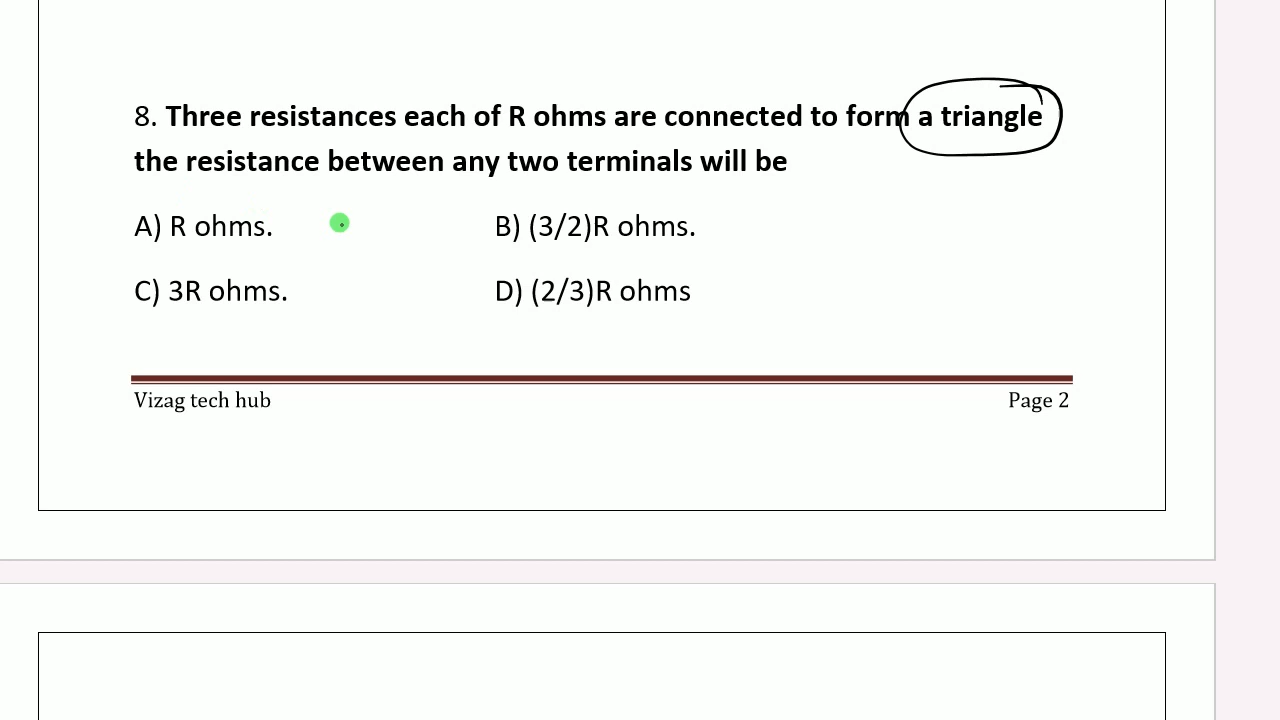 8. Three resistances each of R ohms are connected to form a triangle
the resistance between any two terminals will be
A) R ohms. B) (3/2)R ohms.
C) 3R ohms. D) (2/3)R ohms
Vizag tech hub Page 2